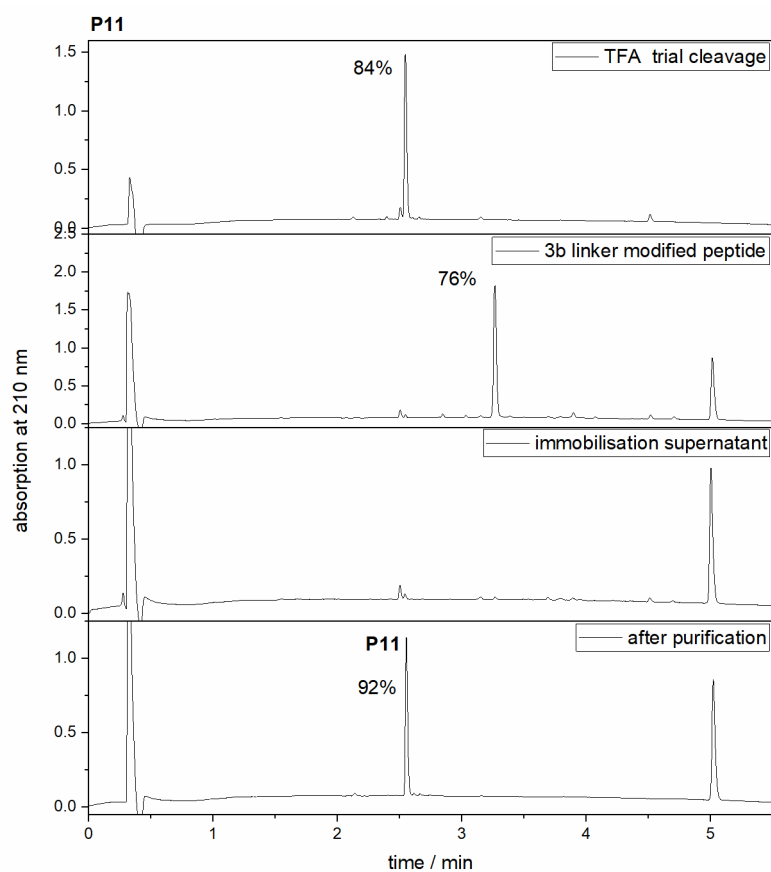 P11
TFA trial cleavage
84%
1.5
1.0
0.5
0.0
3b linker modified peptide
76%
2.5
2.0
1.5
1.0
0.5
0.0
immobilisation supernatant
1.0
0.5
0.0
after purification
P11
92%
1.0
0.5
0.0
0 1 2 3 4 5
time / min
absorption at 210 nm